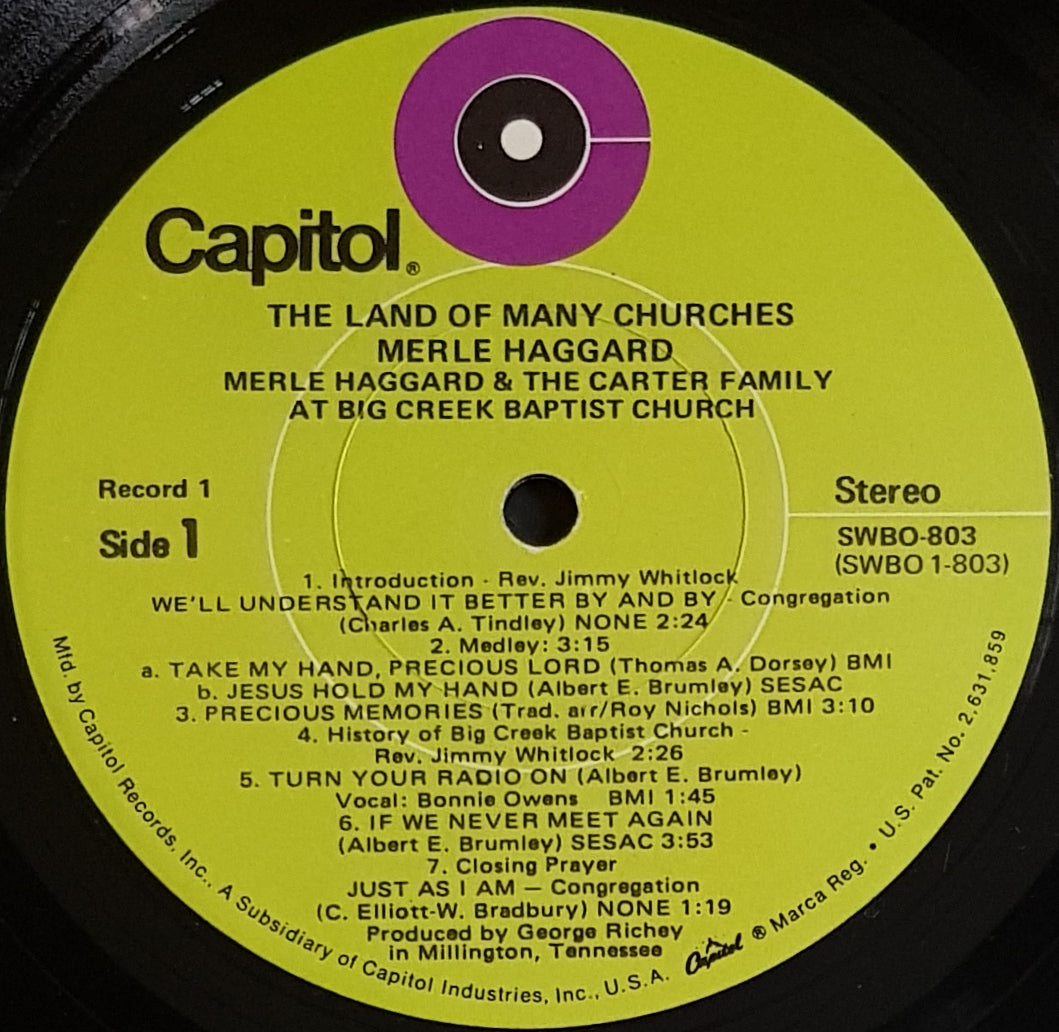 Capitol®
THE LAND OF MANY CHURCHES
MERLE HAGGARD
MERLE HAGGARD & THE CARTER FAMILY
AT BIG CREEK BAPTIST CHURCH
Record 1
Side 1
Stereo
SWBO-803
(SWBO 1-803)
1. Introduction - Rev. Jimmy Whitlock
WE'LL UNDERSTAND IT BETTER BY AND BY - Congregation
(Charles A. Tindley) NONE 2:24
2. Medley: 3:15
a. TAKE MY HAND, PRECIOUS LORD (Thomas A. Dorsey) BMI
b. JESUS HOLD MY HAND (Albert E. Brumley) SESAC
3. PRECIOUS MEMORIES (Trad. arr/Roy Nichols) BMI 3:10
4. History of Big Creek Baptist Church -
Rev. Jimmy Whitlock 2:26
5. TURN YOUR RADIO ON (Albert E. Brumley)
Vocal: Bonnie Owens BMI 1:45
6. IF WE NEVER MEET AGAIN
(Albert E. Brumley) SESAC 3:53
7. Closing Prayer
JUST AS I AM — Congregation
(C. Elliott-W. Bradbury) NONE 1:19
Produced by George Richey
in Millington, Tennessee
Mfd. by Capitol Records, Inc., A Subsidiary of Capitol Industries, Inc., U.S.A. Capitol ® Marca Reg. • U.S. Pat. No. 2,631,859